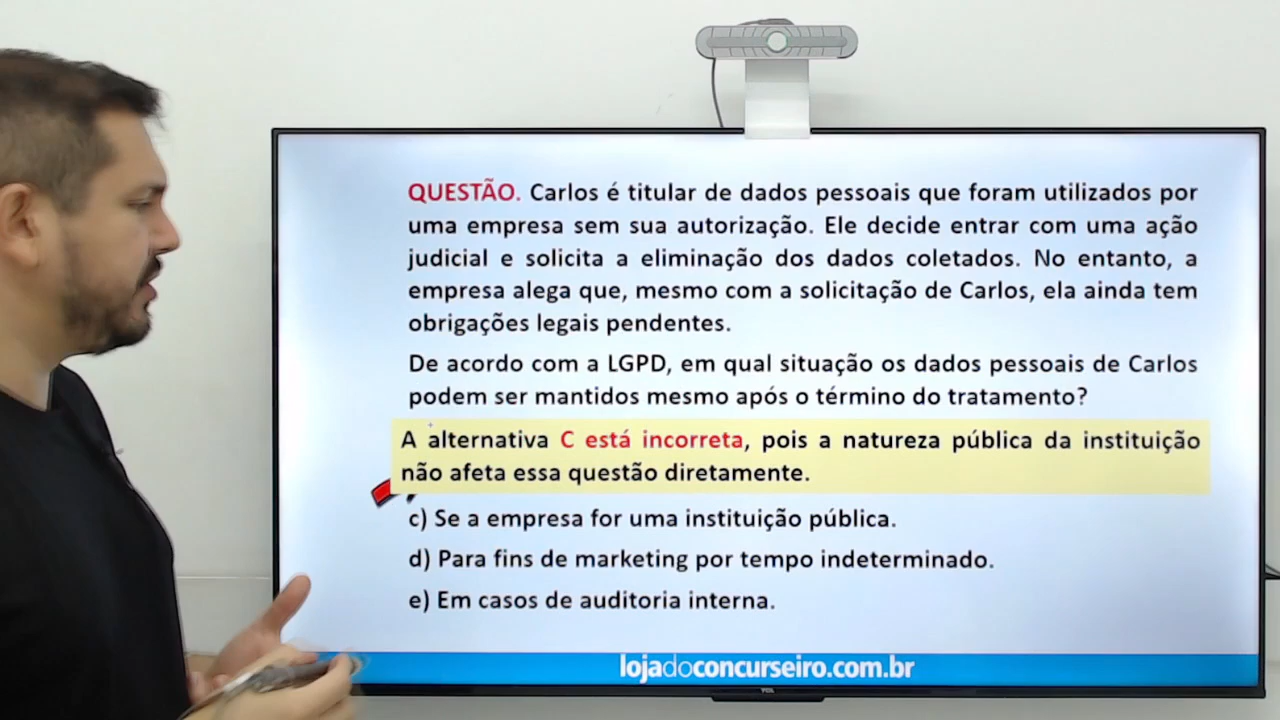 QUESTÃO. Carlos é titular de dados pessoais que foram utilizados por
uma empresa sem sua autorização. Ele decide entrar com uma ação
judicial e solicita a eliminação dos dados coletados. No entanto, a
empresa alega que, mesmo com a solicitação de Carlos, ela ainda tem
obrigações legais pendentes.
De acordo com a LGPD, em qual situação os dados pessoais de Carlos
podem ser mantidos mesmo após o término do tratamento?
A alternativa C está incorreta, pois a natureza pública da instituição
não afeta essa questão diretamente.
c) Se a empresa for uma instituição pública.
d) Para fins de marketing por tempo indeterminado.
e) Em casos de auditoria interna.
lojadoconcurseiro.com.br
TCL